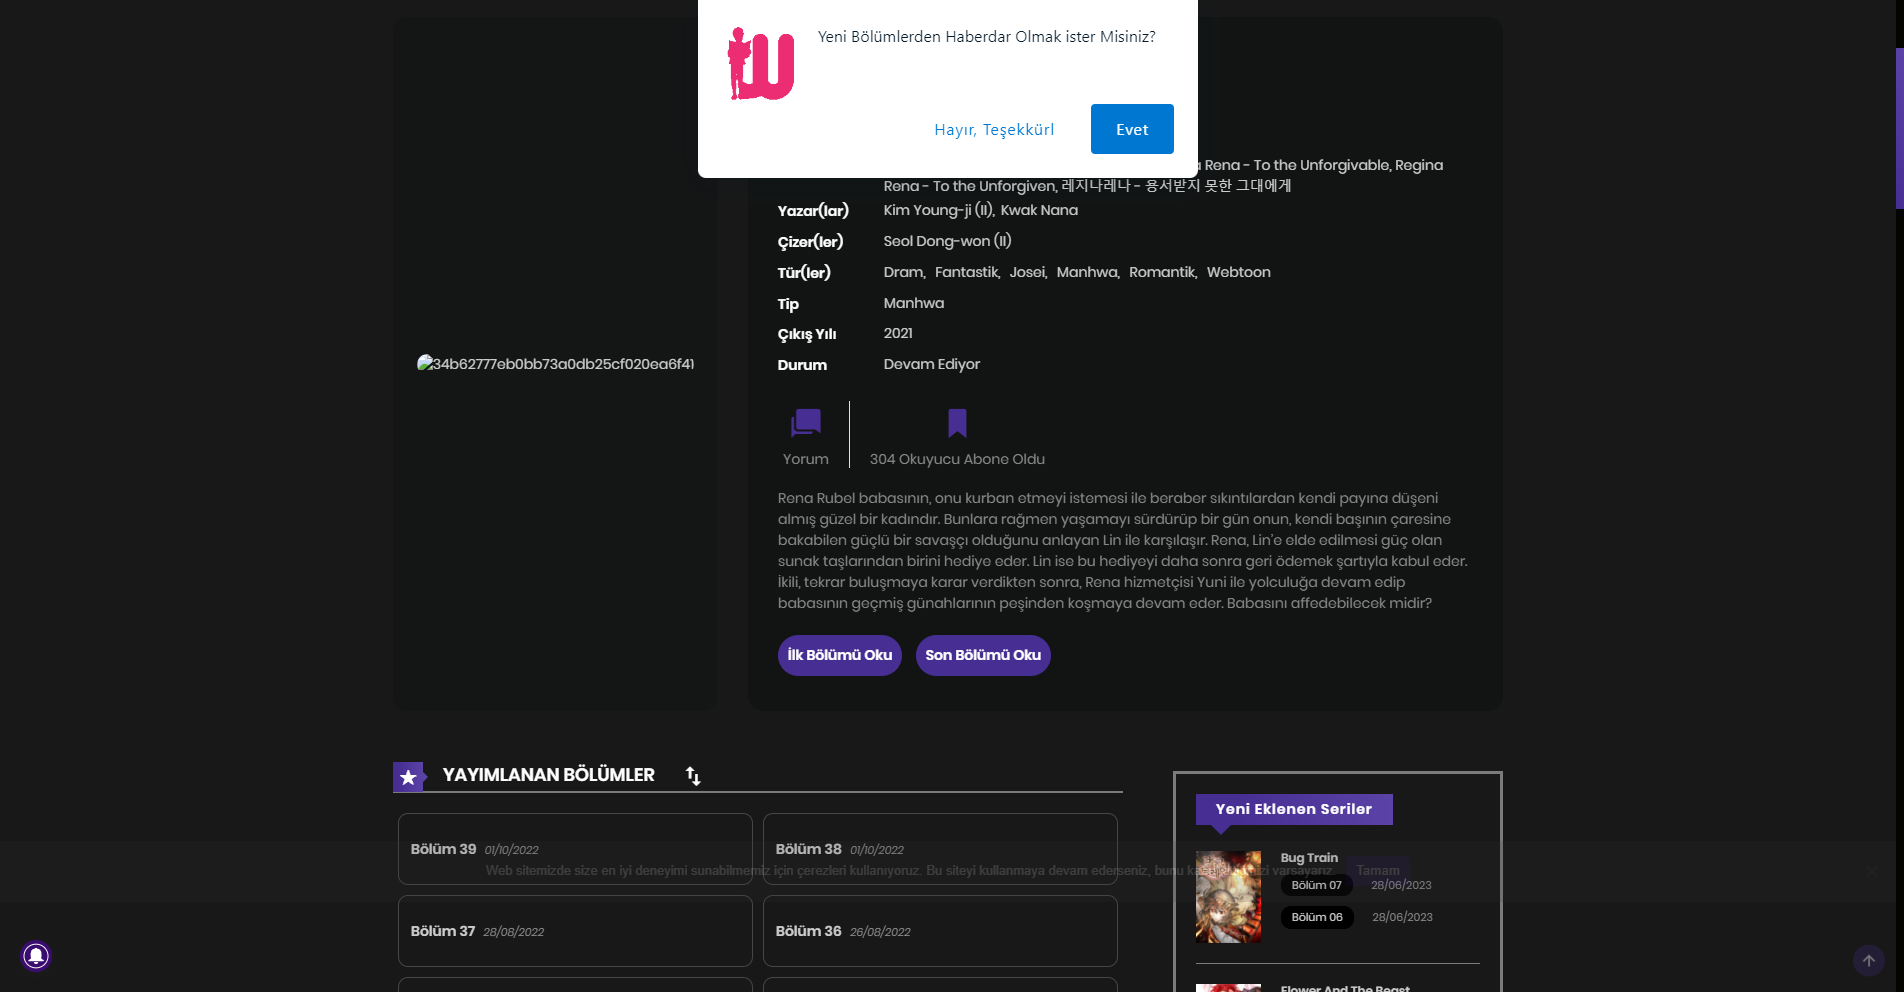 Yeni Bölümlerden Haberdar Olmak ister Misiniz?
Hayır, Teşekkürl
Evet
Rena - To the Unforgivable, Regina
Rena - To the Unforgiven, 레지나레나 - 용서받지 못한 그대에게
Yazar(lar) Kim Young-ji (II), Kwak Nana
Çizer(ler) Seol Dong-won (II)
Tür(ler) Dram, Fantastik, Josei, Manhwa, Romantik, Webtoon
Tip Manhwa
Çıkış Yılı 2021
Durum Devam Ediyor
34b62777eb0bb73a0db25cf020ea6f41
Yorum
304 Okuyucu Abone Oldu
Rena Rubel babasının, onu kurban etmeyi istemesi ile beraber sıkıntılardan kendi payına düşeni
almış güzel bir kadındır. Bunlara rağmen yaşamayı sürdürüp bir gün onun, kendi başının çaresine
bakabilen güçlü bir savaşçı olduğunu anlayan Lin ile karşılaşır. Rena, Lin'e elde edilmesi güç olan
sunak taşlarından birini hediye eder. Lin ise bu hediyeyi daha sonra geri ödemek şartıyla kabul eder.
İkili, tekrar buluşmaya karar verdikten sonra, Rena hizmetçisi Yuni ile yolculuğa devam edip
babasının geçmiş günahlarının peşinden koşmaya devam eder. Babasını affedebilecek midir?
İlk Bölümü Oku
Son Bölümü Oku
YAYIMLANAN BÖLÜMLER
Bölüm 39 01/10/2022
Bölüm 38 01/10/2022
Bölüm 37 28/08/2022
Bölüm 36 26/08/2022
Web sitemizde size en iyi deneyimi sunabilmemiz için çerezleri kullanıyoruz. Bu siteyi kullanmaya devam ederseniz, bunu varsayarız.
Tamam
Yeni Eklenen Seriler
Bug Train
Bölüm 07 28/06/2023
Bölüm 06 28/06/2023
Flower And The Beast